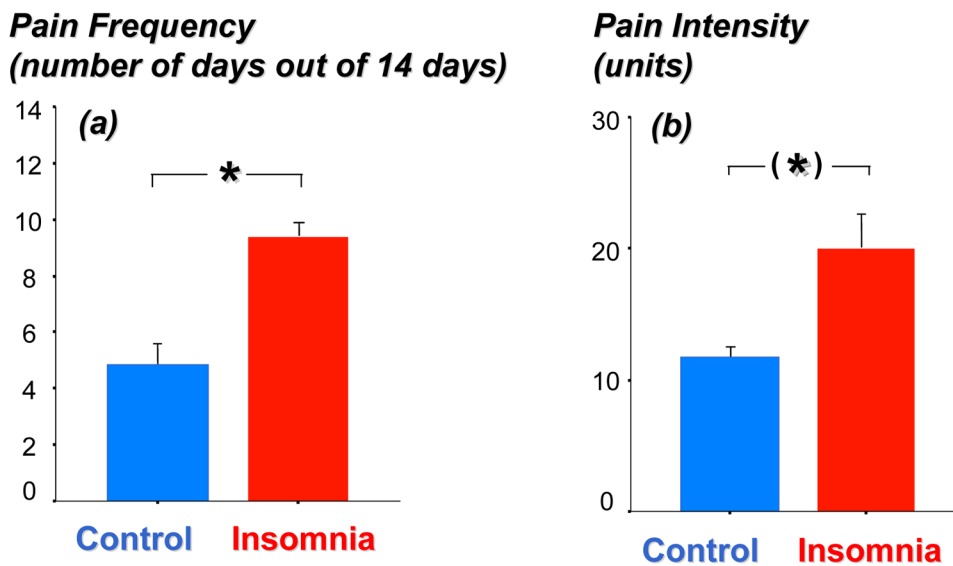 Pain Frequency
(number of days out of 14 days)
14
(a)
12
*
10
8
6
4
2
0
Control Insomnia
Pain Intensity
(units)
30
(b)
(*)
20
10
0
Control Insomnia